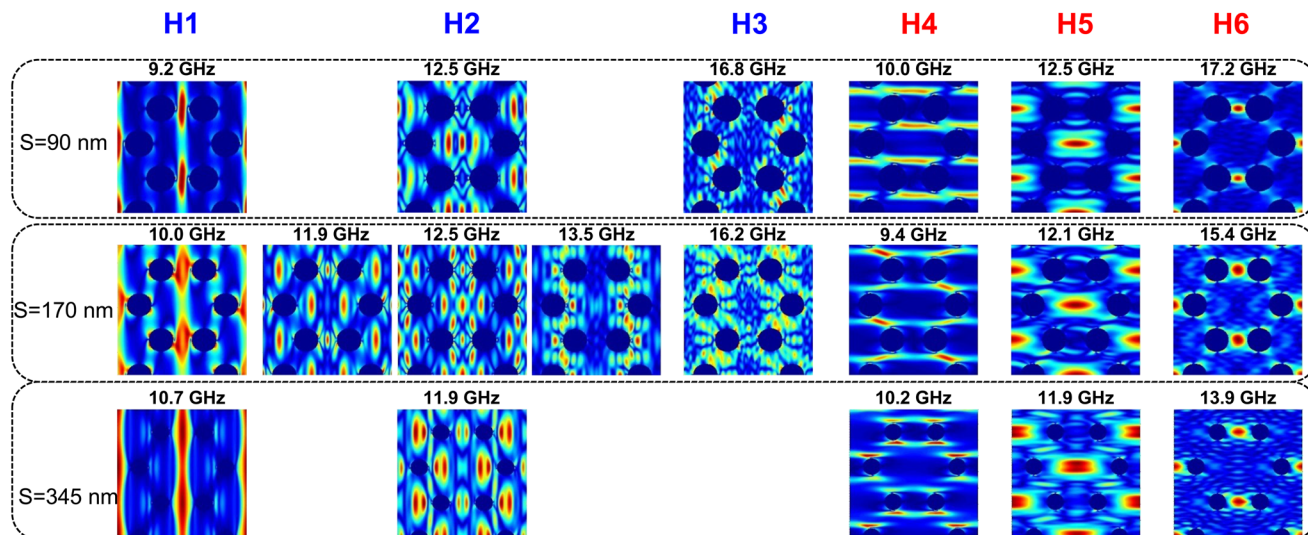 H1 H2 H3 H4 H5 H6
9.2 GHz 12.5 GHz 16.8 GHz 10.0 GHz 12.5 GHz 17.2 GHz
S=90 nm
10.0 GHz 11.9 GHz 12.5 GHz 13.5 GHz 16.2 GHz 9.4 GHz 12.1 GHz 15.4 GHz
S=170 nm
10.7 GHz 11.9 GHz 10.2 GHz 11.9 GHz 13.9 GHz
S=345 nm